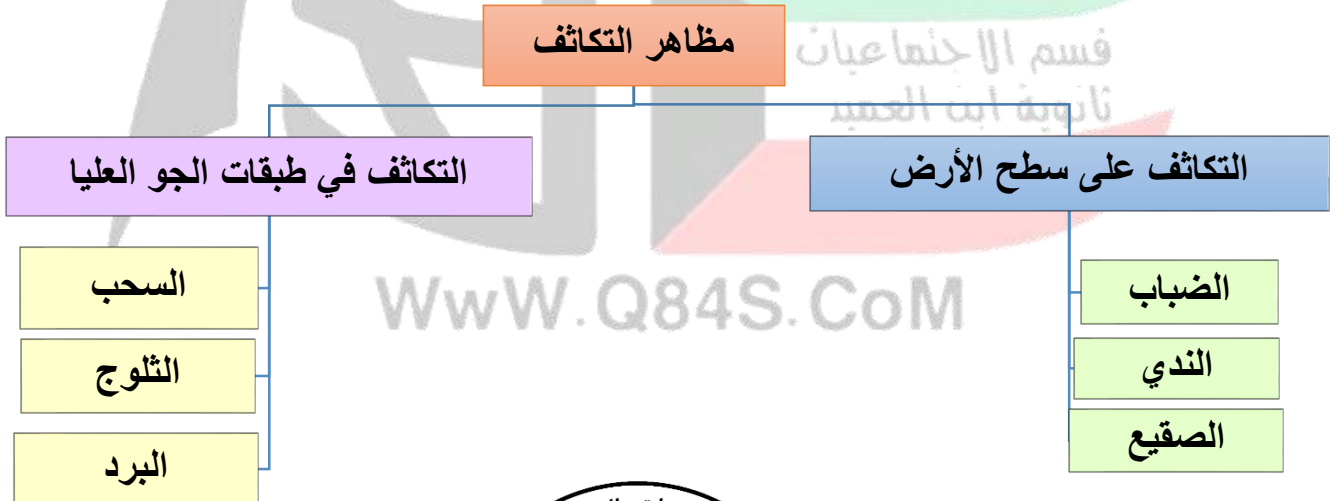 مظاهر التكاثف
قسم الاجتماعيات
ثانوية ابن العميد
التكاثف على سطح الأرض
التكاثف في طبقات الجو العليا
الضباب
الندي
الصقيع
السحب
الثلوج
البرد
WwW.Q84S.CoM